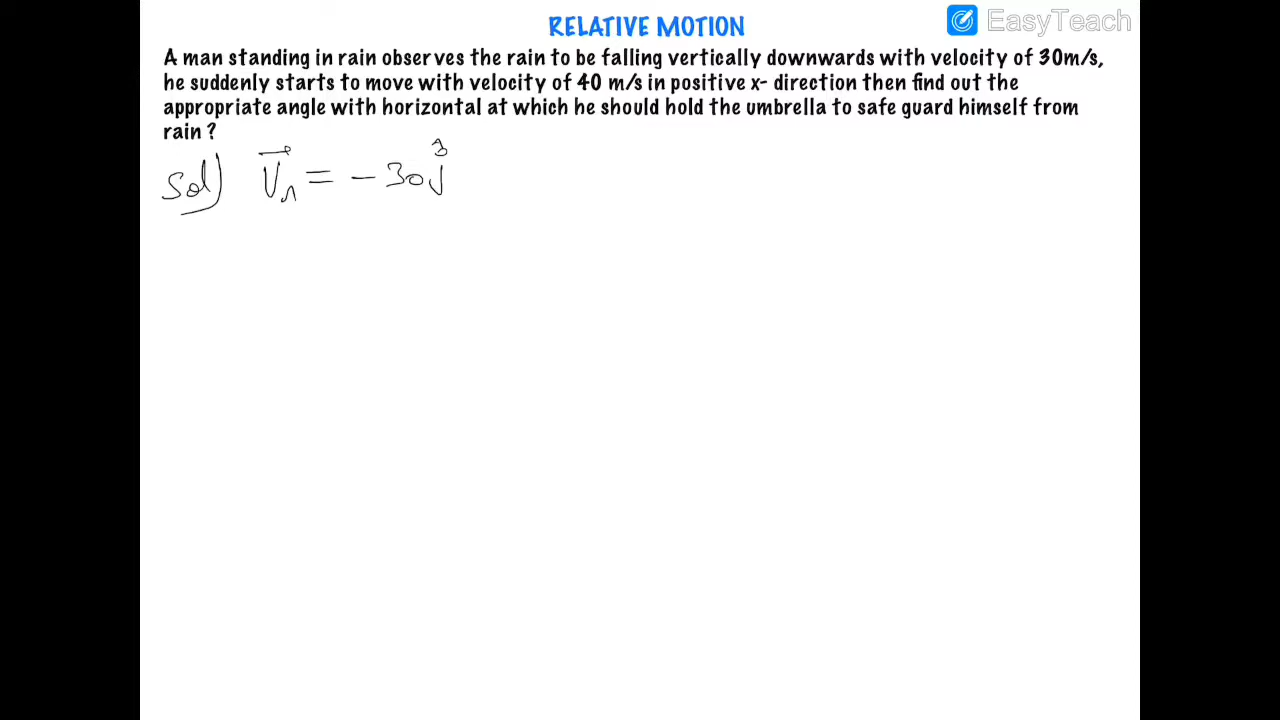 RELATIVE MOTION
EasyTeach
A man standing in rain observes the rain to be falling vertically downwards with velocity of 30m/s,
he suddenly starts to move with velocity of 40 m/s in positive x- direction then find out the
appropriate angle with horizontal at which he should hold the umbrella to safe guard himself from
rain ?
Sol) V⃗r = -30ĵ